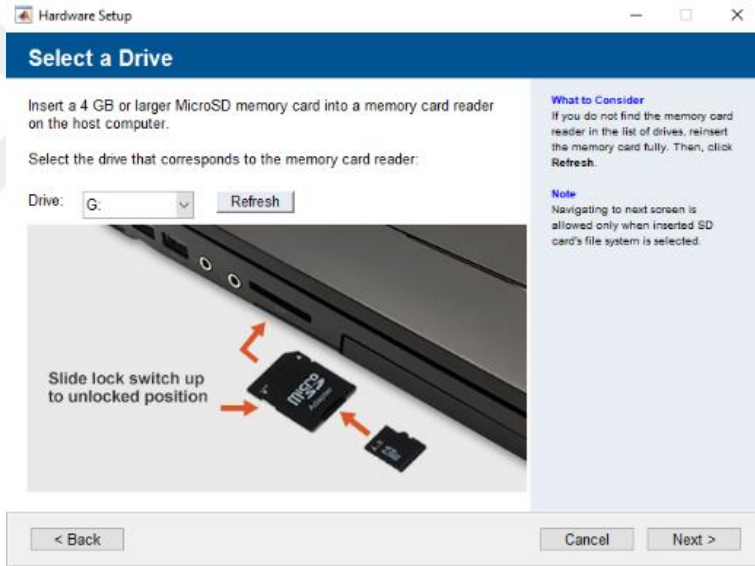 Hardware Setup
Select a Drive
Insert a 4 GB or larger MicroSD memory card into a memory card reader
on the host computer.
Select the drive that corresponds to the memory card reader:
Drive:
G:
Refresh
Slide lock switch up
to unlocked position
micro
SD
Adapter
What to Consider
If you do not find the memory card
reader in the list of drives, reinsert
the memory card fully. Then, click
Refresh.
Note
Navigating to next screen is
allowed only when inserted SD
card's file system is selected.
< Back
Cancel
Next >